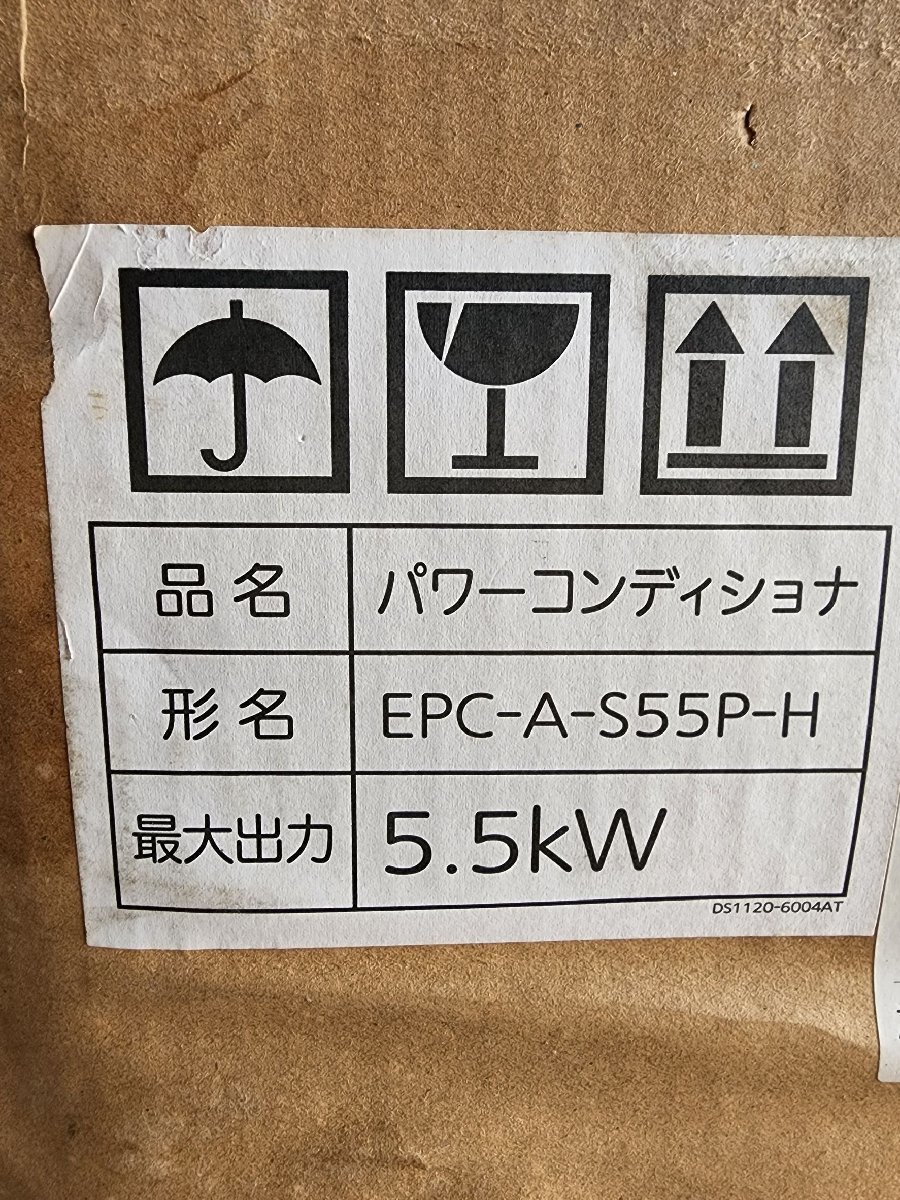 品名 パワーコンディショナ
形名 EPC-A-S55P-H
最大出力 5.5kW
DS1120-6004AT